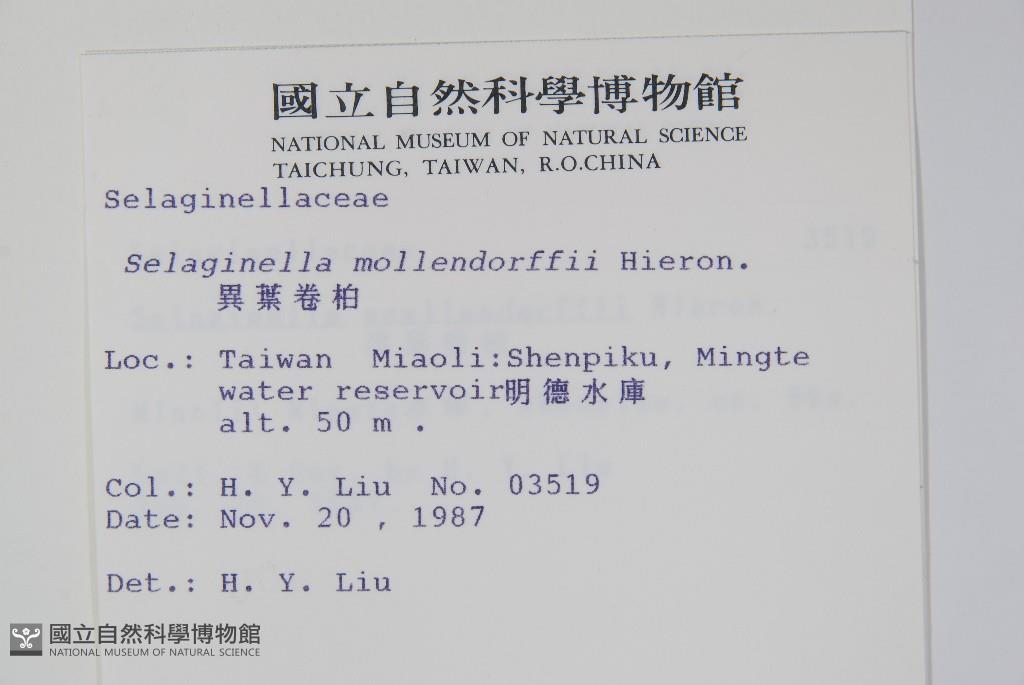 國立自然科學博物館
NATIONAL MUSEUM OF NATURAL SCIENCE
TAICHUNG, TAIWAN, R.O.CHINA
Selaginellaceae
Selaginella mollendorffii Hieron.
異葉卷柏
Loc.: Taiwan Miaoli:Shenpiku, Mingte
water reservoir明德水庫
alt. 50 m .
Col.: H. Y. Liu No. 03519
Date: Nov. 20 , 1987
Det.: H. Y. Liu
國立自然科學博物館
NATIONAL MUSEUM OF NATURAL SCIENCE